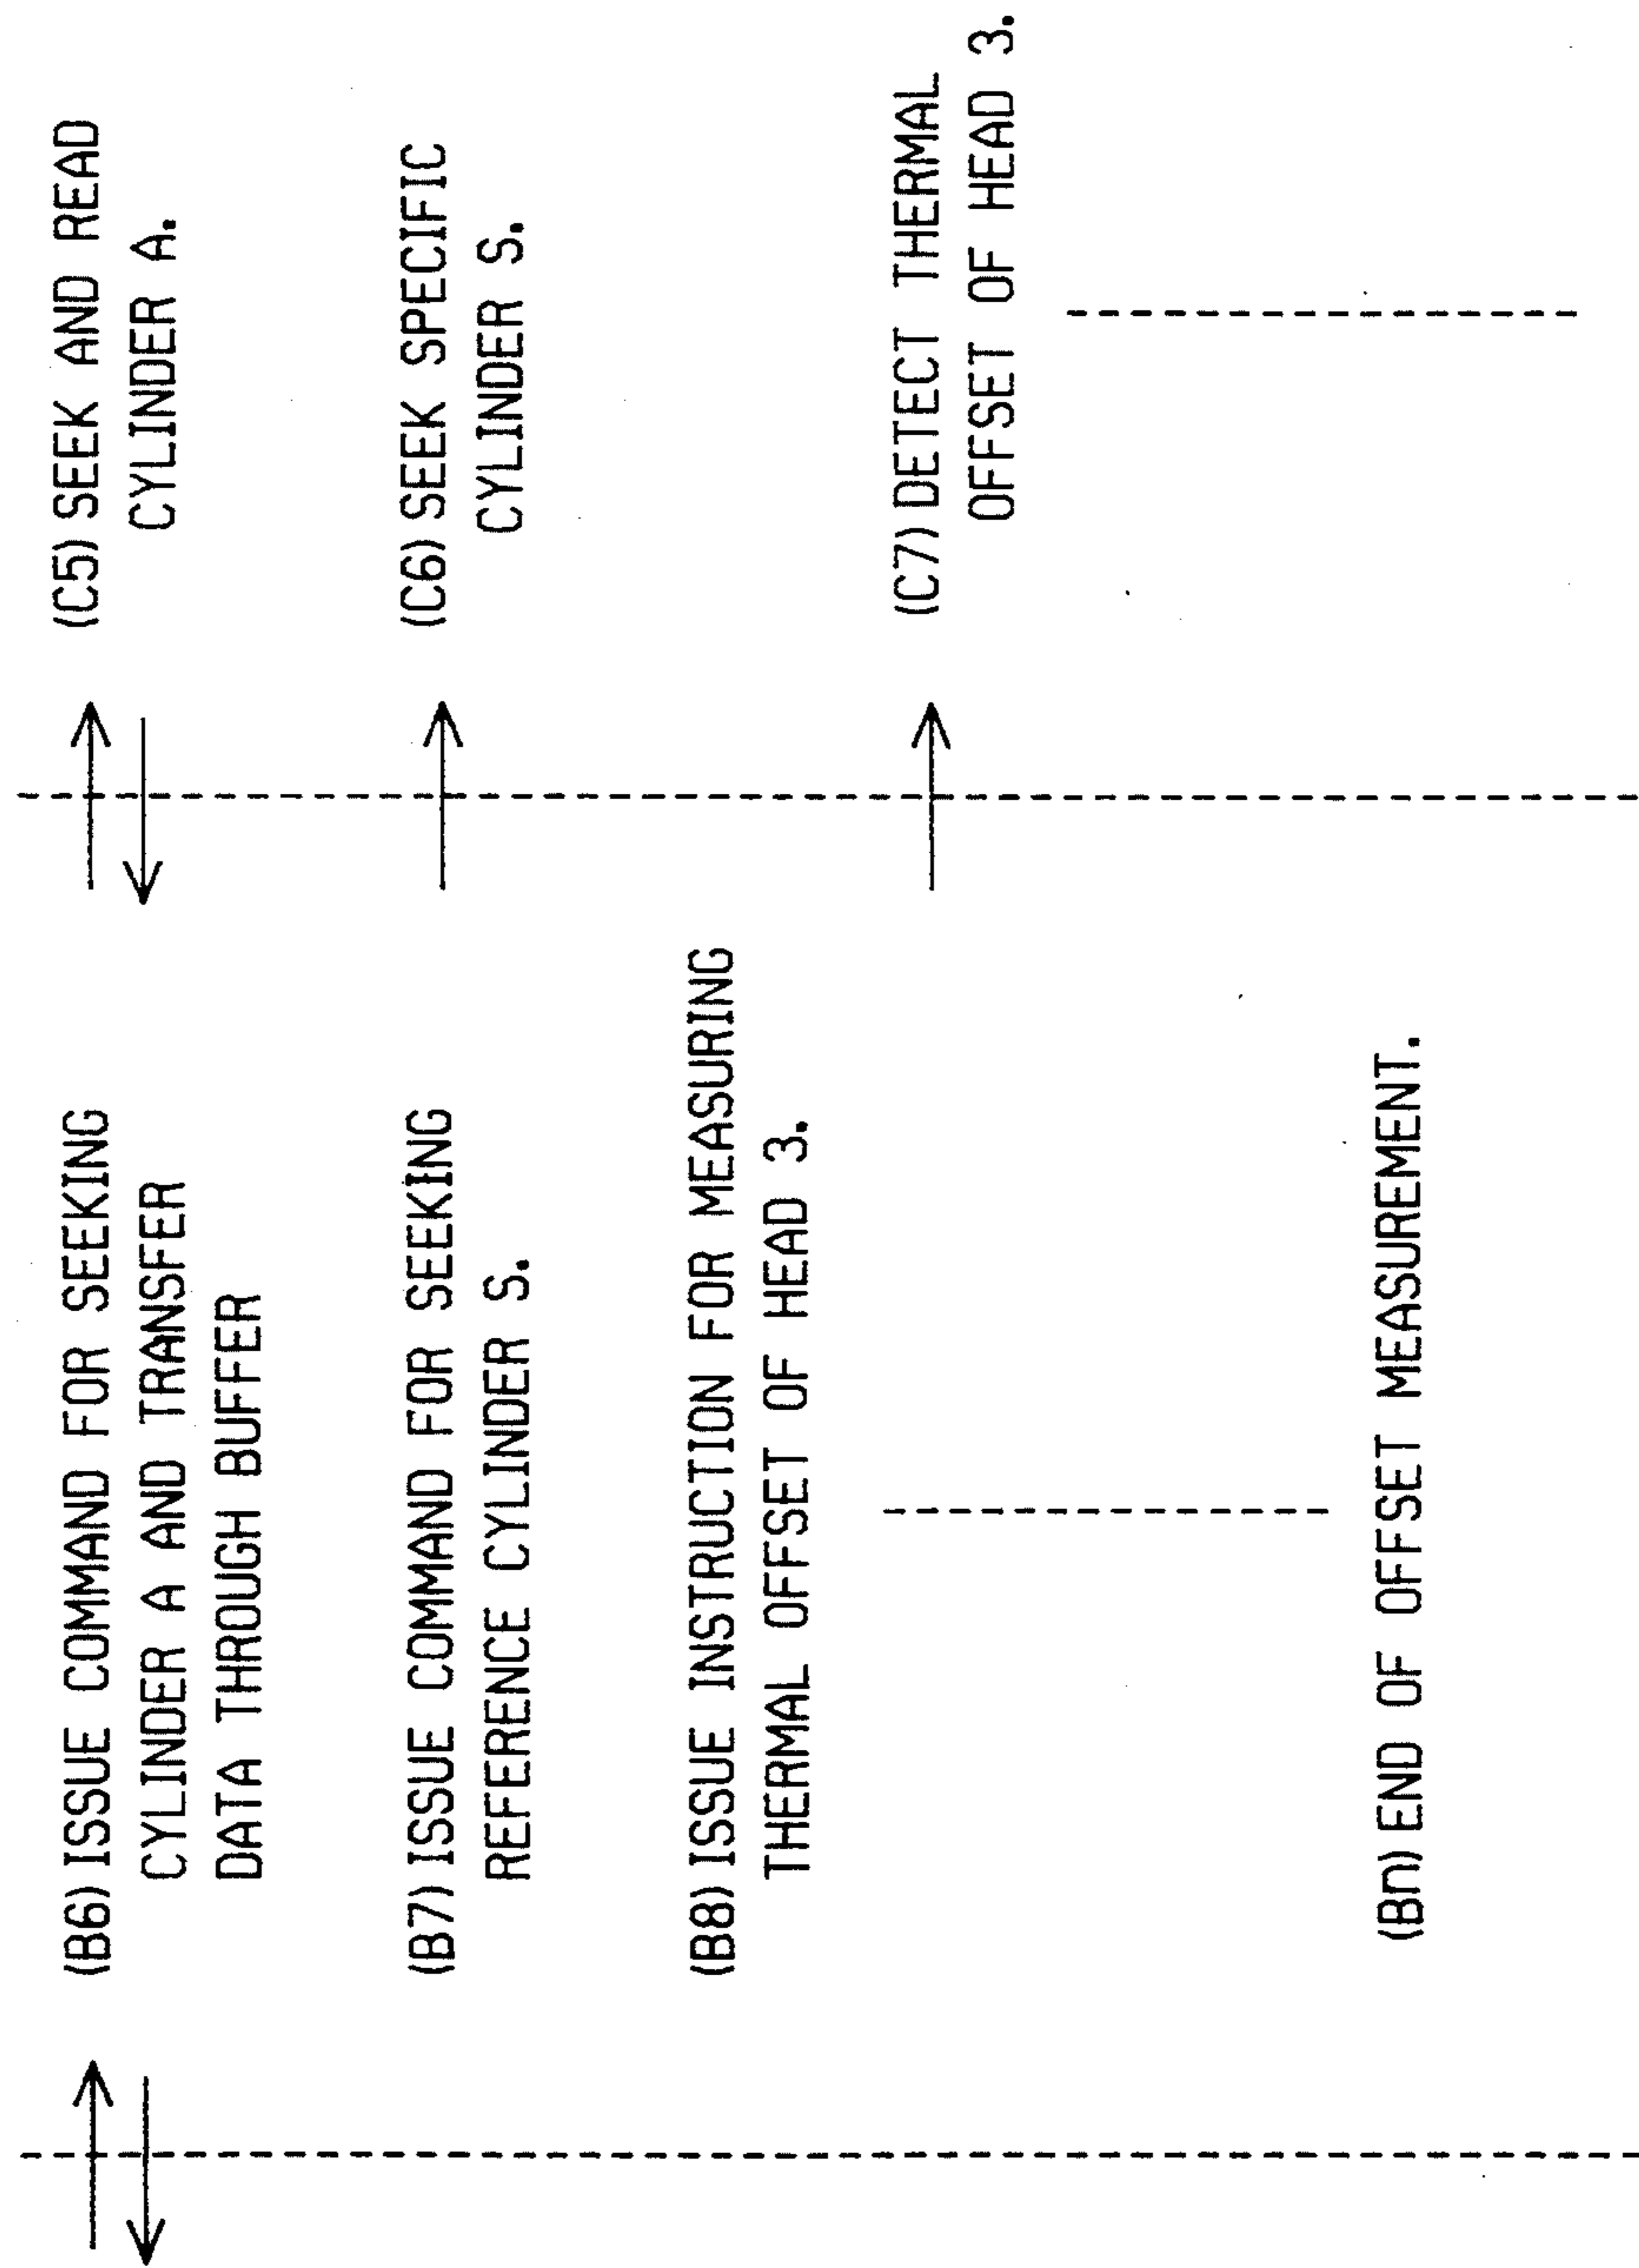 (B6) ISSUE COMMAND FOR SEEKING
CYLINDER A AND TRANSFER
DATA THROUGH BUFFER
(C5) SEEK AND READ
CYLINDER A.
(B7) ISSUE COMMAND FOR SEEKING
REFERENCE CYLINDER S.
(C6) SEEK SPECIFIC
CYLINDER S.
(B8) ISSUE INSTRUCTION FOR MEASURING
THERMAL OFFSET OF HEAD 3.
(C7) DETECT THERMAL
OFFSET OF HEAD 3.
(Bn) END OF OFFSET MEASUREMENT.